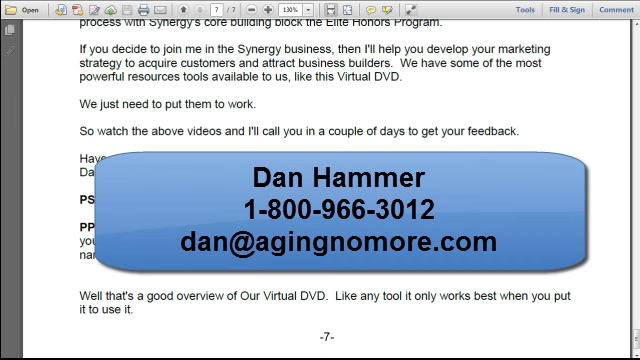 Open
7
/ 7
130%
Tools
Fill & Sign
Comment
process with Synergy's core building block the Elite Honors Program.
If you decide to join me in the Synergy business, then I'll help you develop your marketing
strategy to acquire customers and attract business builders. We have some of the most
powerful resources tools available to us, like this Virtual DVD.
We just need to put them to work.
So watch the above videos and I'll call you in a couple of days to get your feedback.
Have
Da
PS
PP
you
nam
Dan Hammer
1-800-966-3012
dan@agingnomore.com
Well that's a good overview of Our Virtual DVD. Like any tool it only works best when you put
it to use it.
-7-